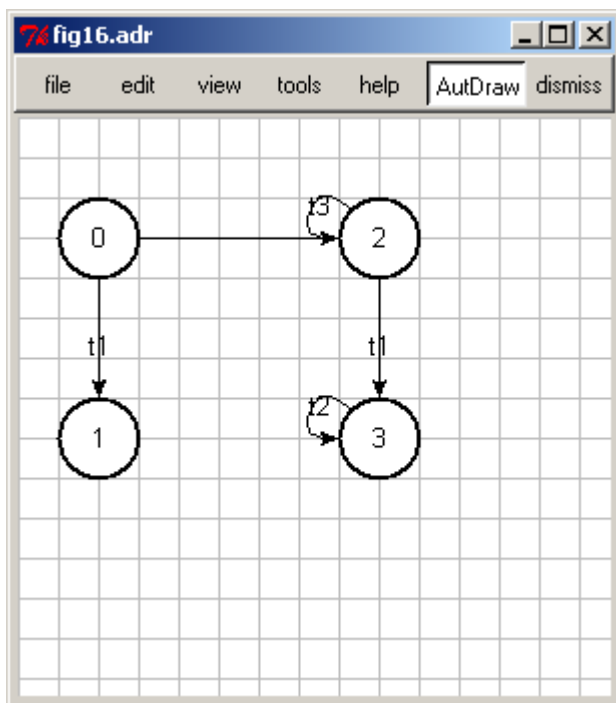 fig16.adr
file edit view tools help AutDraw dismiss
t3
0 2
t1 t1
t2
1 3